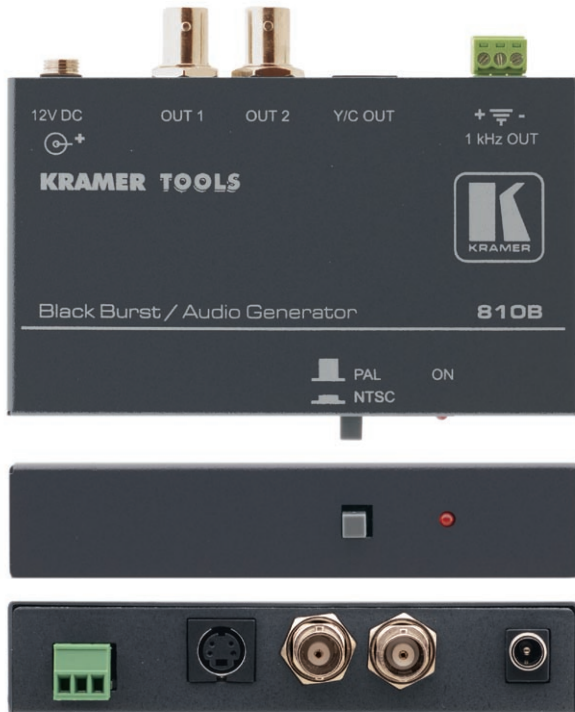 12V DC OUT 1 OUT 2 Y/C OUT + -
+ 1 kHz OUT
KRAMER TOOLS
K
KRAMER
Black Burst / Audio Generator 810B
PAL ON
NTSC